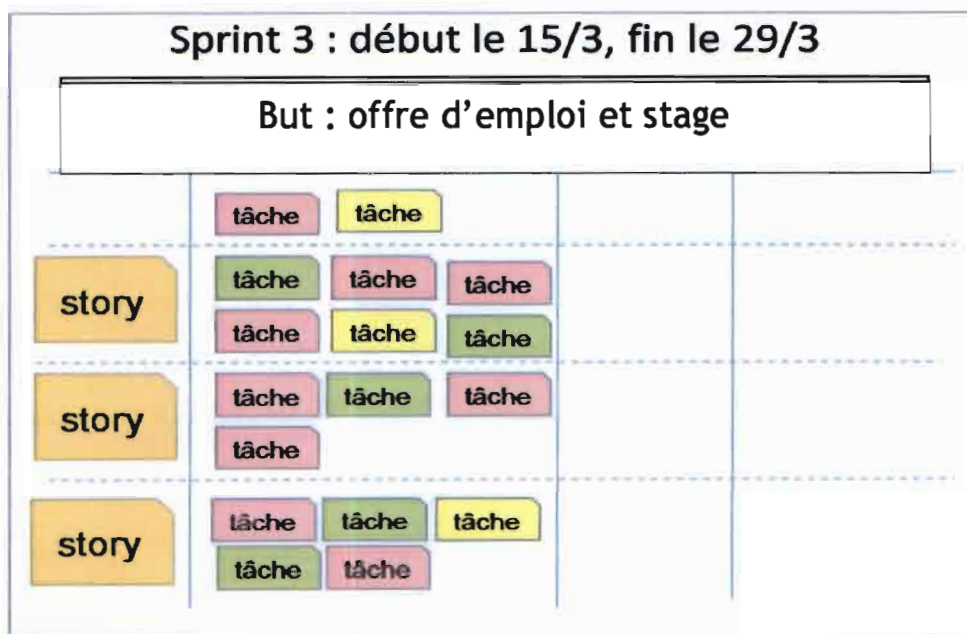 Sprint 3 : début le 15/3, fin le 29/3
But : offre d'emploi et stage
tâche tâche
story
tâche tâche tâche
tâche tâche tâche
story
tâche tâche tâche
tâche
story
tâche tâche tâche
tâche tâche